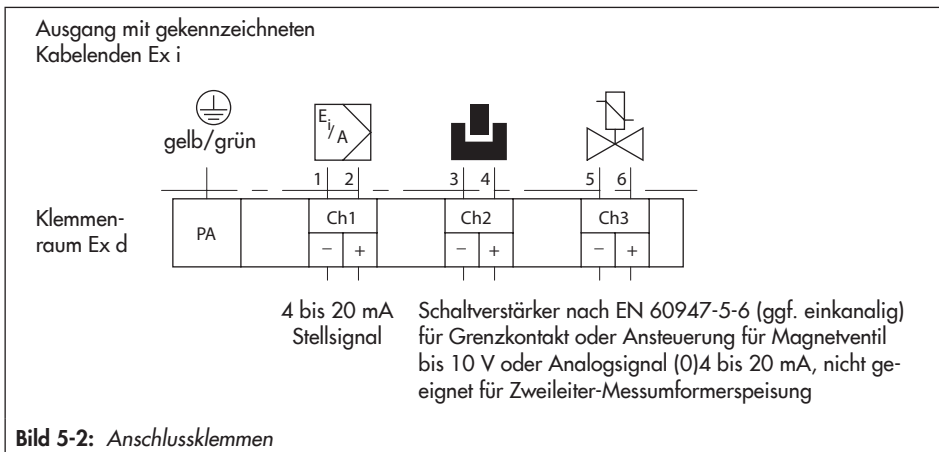 Ausgang mit gekennzeichneten
Kabelenden Ex i
gelb/grün
E i/A
1 2 3 4 5 6
Klemmen-
raum Ex d
PA
Ch1 Ch2 Ch3
– + – + – +
4 bis 20 mA
Stellsignal
Schaltverstärker nach EN 60947-5-6 (ggf. einkanalig)
für Grenzkontakt oder Ansteuerung für Magnetventil
bis 10 V oder Analogsignal (0)4 bis 20 mA, nicht ge-
eignet für Zweileiter-Messumformerspeisung
Bild 5-2: Anschlussklemmen